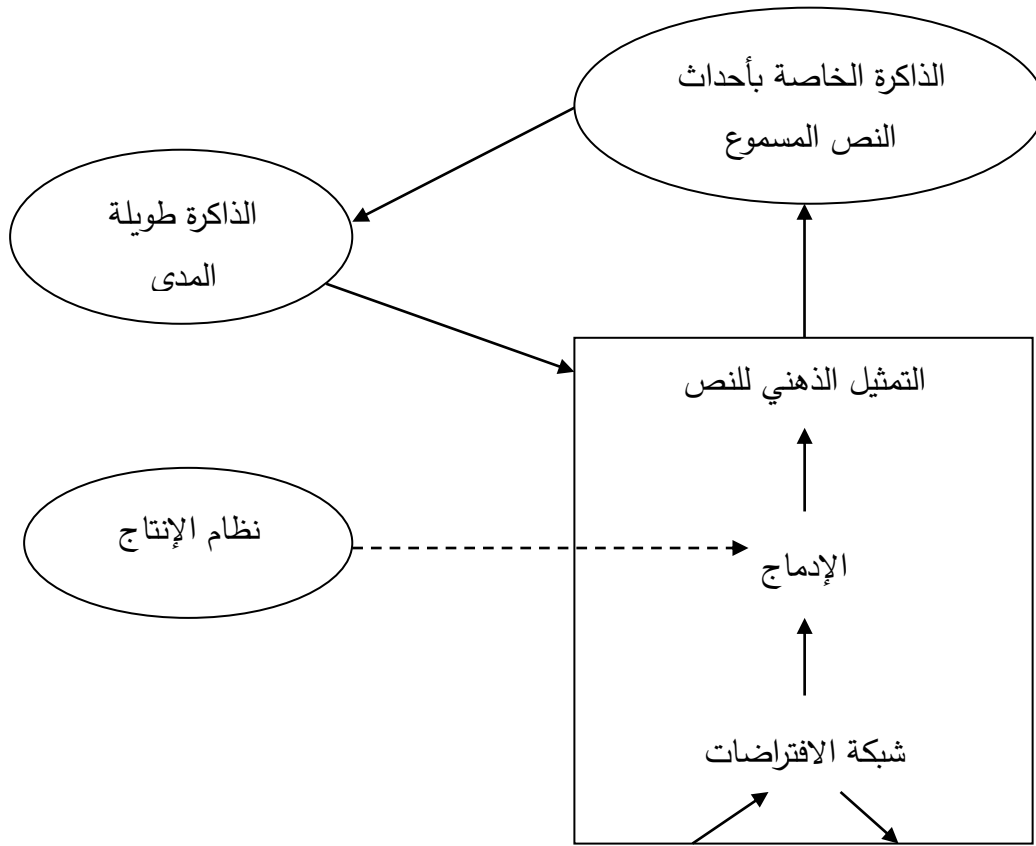 الذاكرة الخاصة بأحداث
النص المسموع
الذاكرة طويلة
المدى
التمثيل الذهني للنص
نظام الإنتاج
الإدماج
شبكة الافتراضات